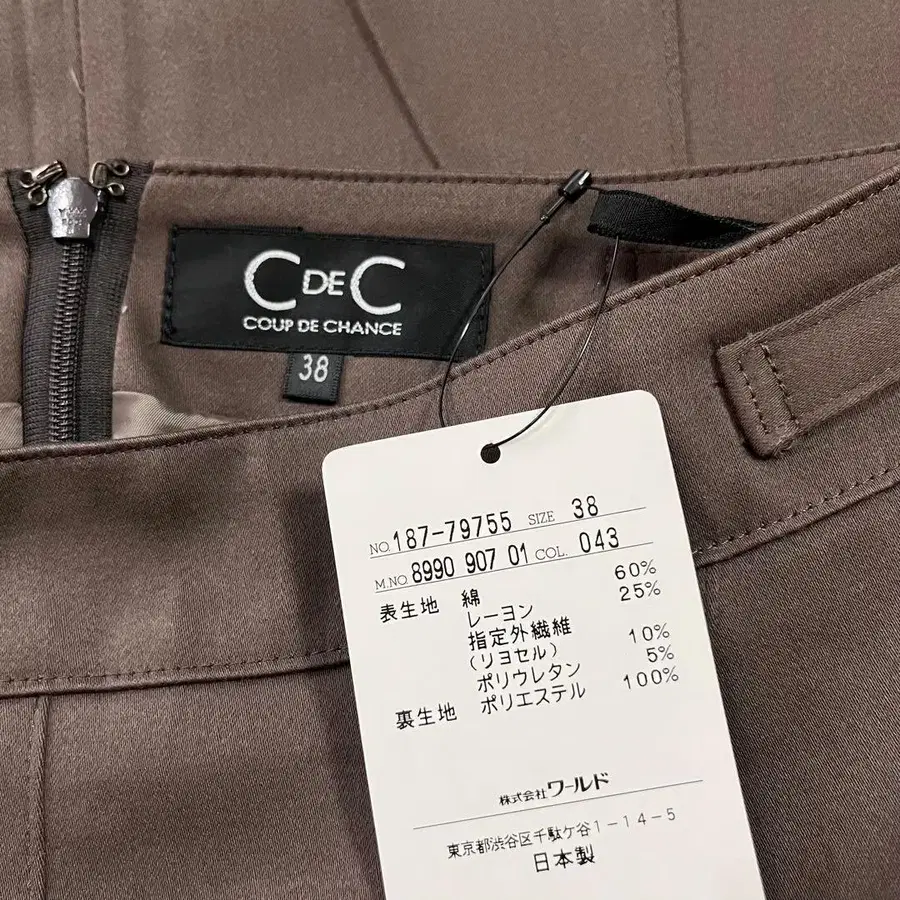 C DE C
COUP DE CHANCE
38
NO. 187-79755 SIZE 38
M.NO. 8990 907 01 COL. 043
表生地 綿 60%
レーヨン 25%
指定外繊維
(リヨセル) 10%
ポリウレタン 5%
裏生地 ポリエステル 100%
株式会社ワールド
東京都渋谷区千駄ケ谷1-14-5
日本製